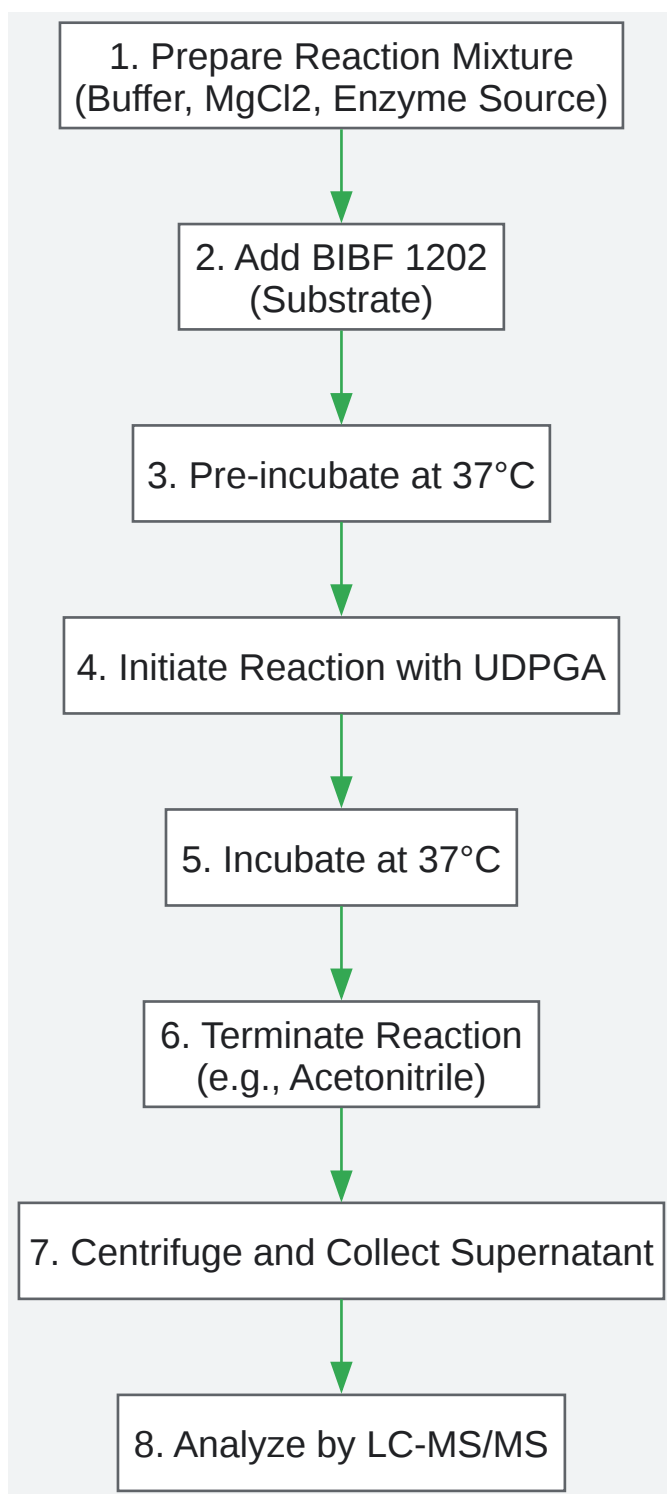 1. Prepare Reaction Mixture
(Buffer, MgCl2, Enzyme Source)
2. Add BIBF 1202
(Substrate)
3. Pre-incubate at 37°C
4. Initiate Reaction with UDPGA
5. Incubate at 37°C
6. Terminate Reaction
(e.g., Acetonitrile)
7. Centrifuge and Collect Supernatant
8. Analyze by LC-MS/MS